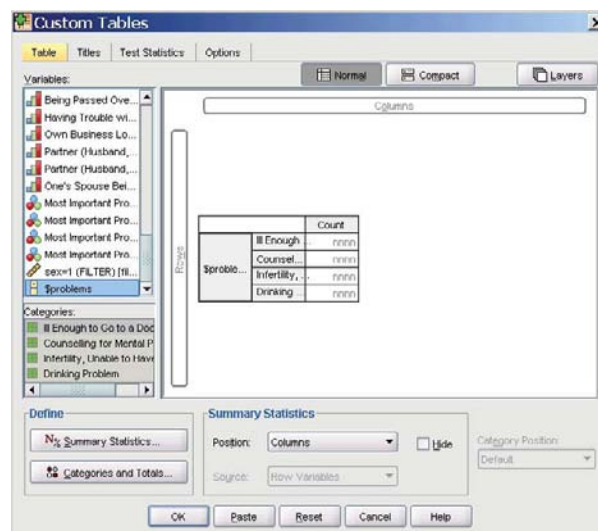 Custom Tables
Table Titles Test Statistics Options
Variables:
Normal Compact Layers
Being Passed Ove...
Having Trouble wi...
Own Business Lo...
Partner (Husband,...
Partner (Husband,...
One's Spouse Bei...
Most Important Pro...
Most Important Pro...
Most Important Pro...
Most Important Pro...
sex=1 (FILTER) [fil...
$problems
Categories:
Ill Enough to Go to a Doc
Counselling for Mental P
Infertility, Unable to Have
Drinking Problem
Columns
Rows
Count
$proble...
Ill Enough ... nnnn
Counsel... nnnn
Infertility, ... nnnn
Drinking ... nnnn
Define
N% Summary Statistics...
Categories and Totals...
Summary Statistics
Position: Columns Hide
Source: Row Variables
Category Position:
Default
OK Paste Reset Cancel Help